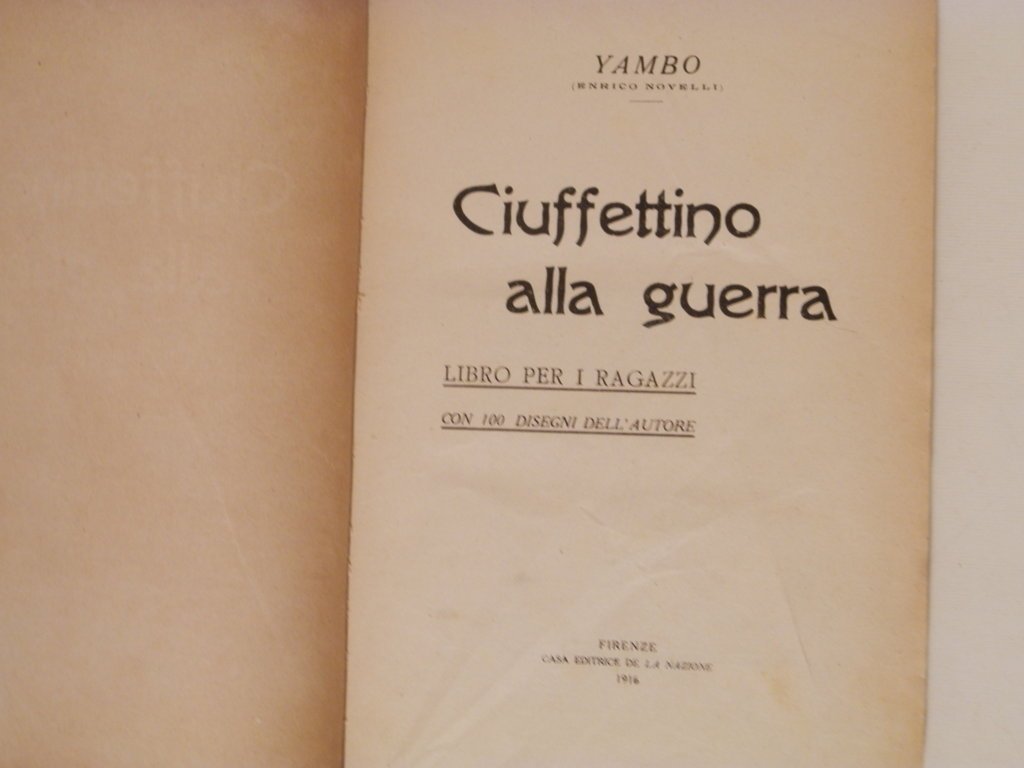 YAMBO
(ENRICO NOVELLI)
Ciuffettino
alla guerra
LIBRO PER I RAGAZZI
CON 100 DISEGNI DELL'AUTORE
FIRENZE
CASA EDITRICE DE LA NAZIONE
1916